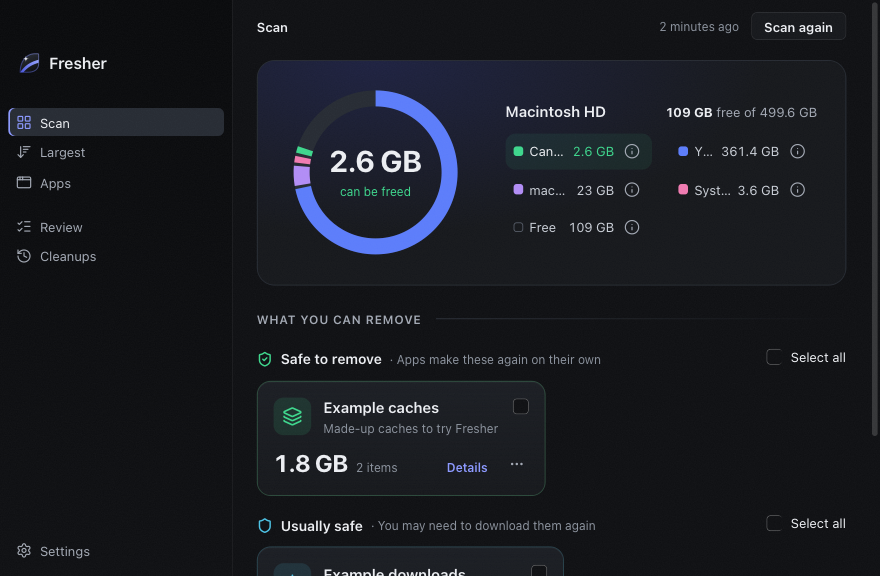 Fresher
Scan
Largest
Apps
Review
Cleanups
Settings
Scan
2 minutes ago
Scan again
2.6 GB
can be freed
Macintosh HD
109 GB free of 499.6 GB
Can... 2.6 GB
Y... 361.4 GB
mac... 23 GB
Syst... 3.6 GB
Free 109 GB
WHAT YOU CAN REMOVE
Safe to remove · Apps make these again on their own
Select all
Example caches
Made-up caches to try Fresher
1.8 GB 2 items
Details
Usually safe · You may need to download them again
Select all
Example downloads